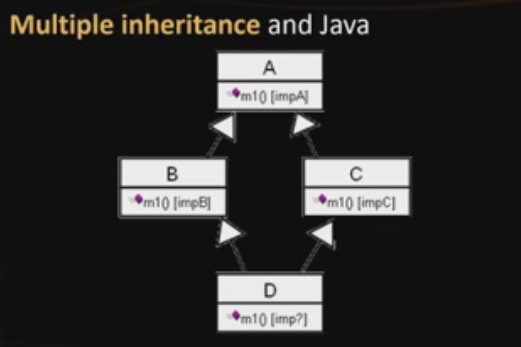 Multiple inheritance and Java
A
m1() [impA]
B
m1() [impB]
C
m1() [impC]
D
m1() [imp?]